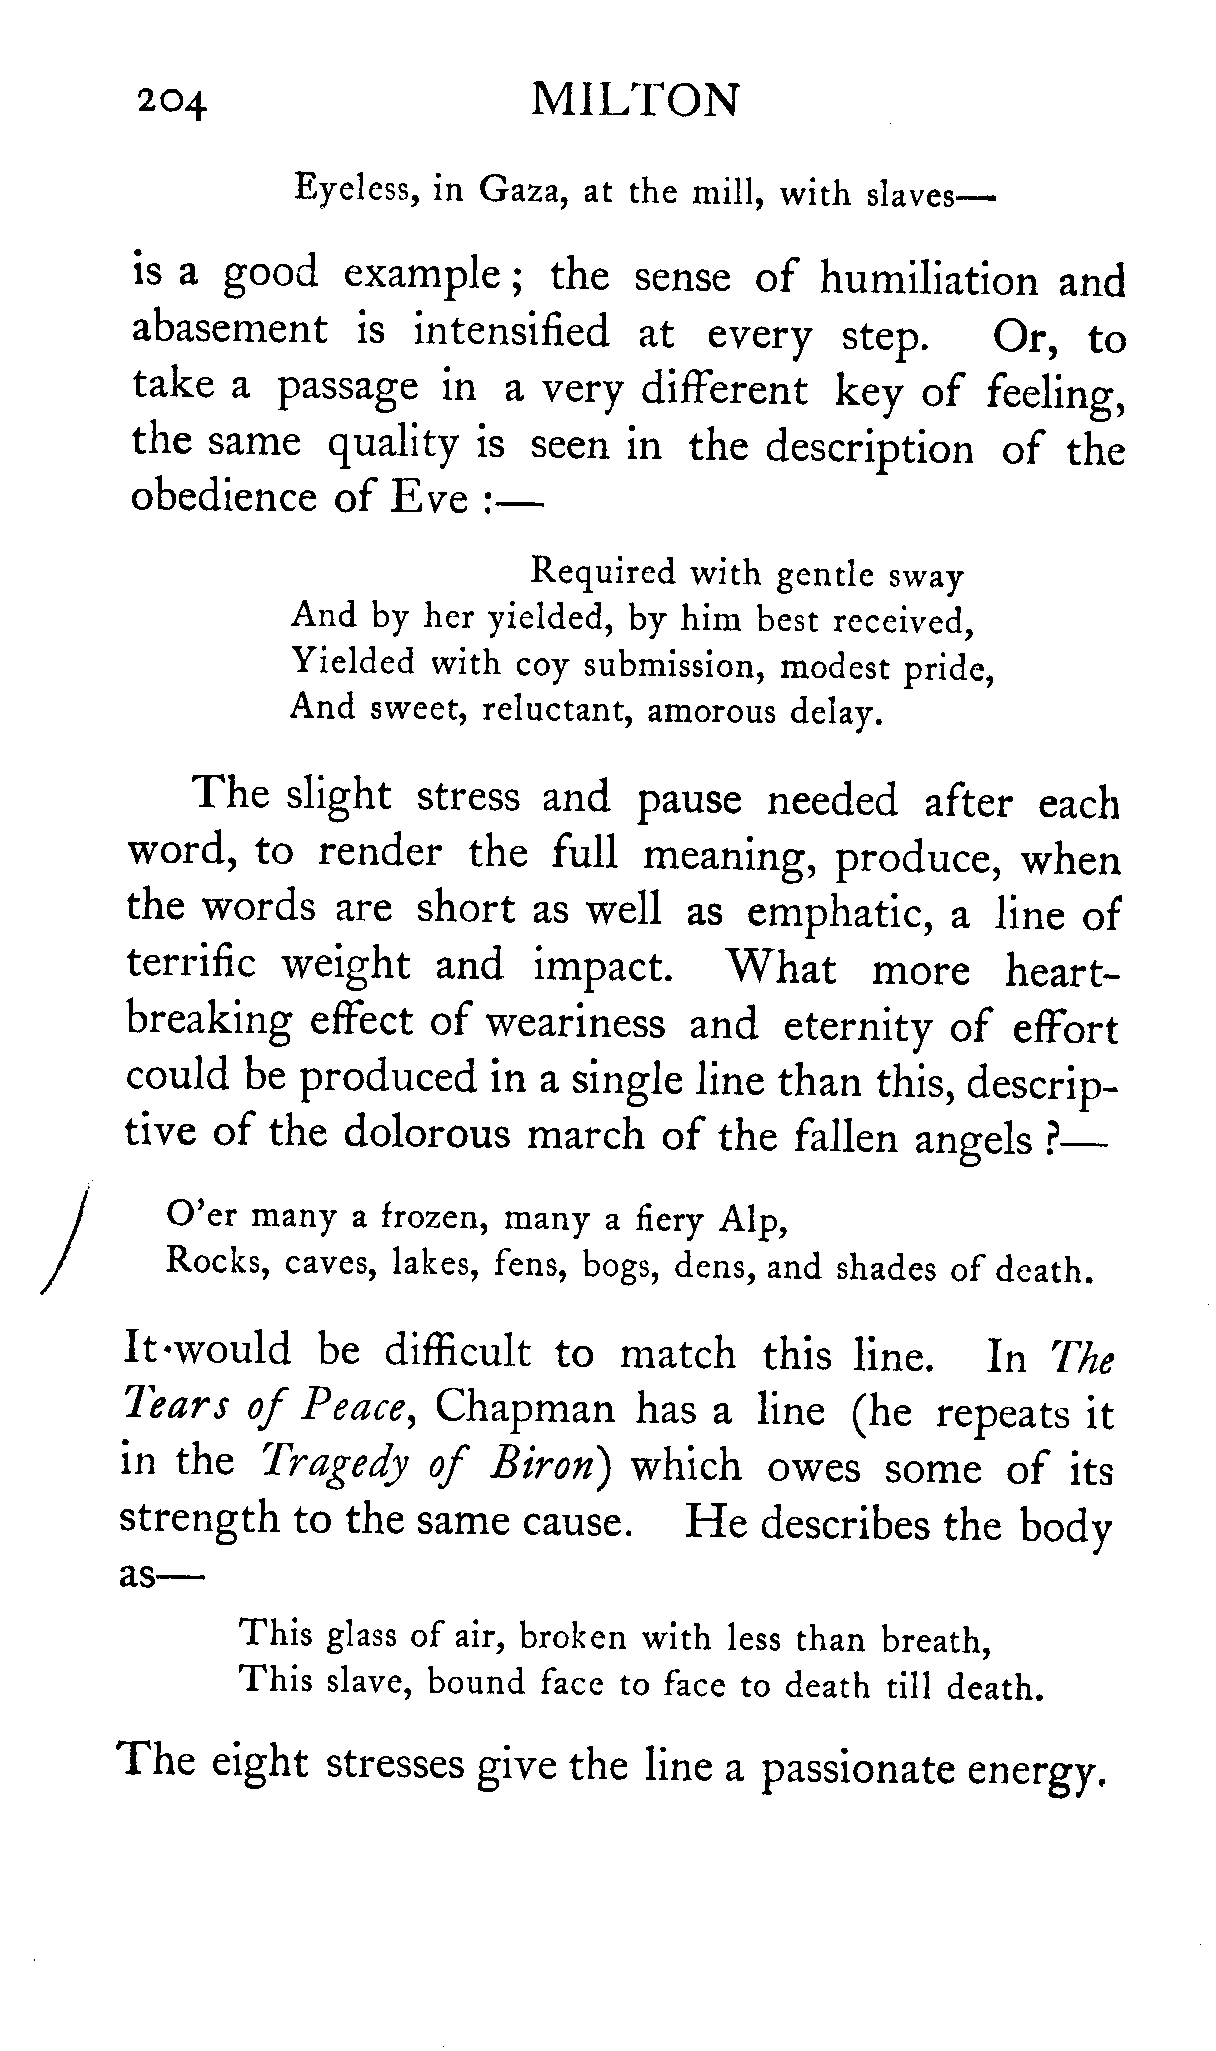 204 MILTON
Eyeless, in Gaza, at the mill, with slaves—
is a good example ; the sense of humiliation and
abasement is intensified at every step. Or, to
take a passage in a very different key of feeling,
the same quality is seen in the description of the
obedience of Eve :—
Required with gentle sway
And by her yielded, by him best received,
Yielded with coy submission, modest pride,
And sweet, reluctant, amorous delay.
The slight stress and pause needed after each
word, to render the full meaning, produce, when
the words are short as well as emphatic, a line of
terrific weight and impact. What more heart-
breaking effect of weariness and eternity of effort
could be produced in a single line than this, descrip-
tive of the dolorous march of the fallen angels ?—
O'er many a frozen, many a fiery Alp,
Rocks, caves, lakes, fens, bogs, dens, and shades of death.
It would be difficult to match this line. In The
Tears of Peace, Chapman has a line (he repeats it
in the Tragedy of Biron) which owes some of its
strength to the same cause. He describes the body
as—
This glass of air, broken with less than breath,
This slave, bound face to face to death till death.
The eight stresses give the line a passionate energy.